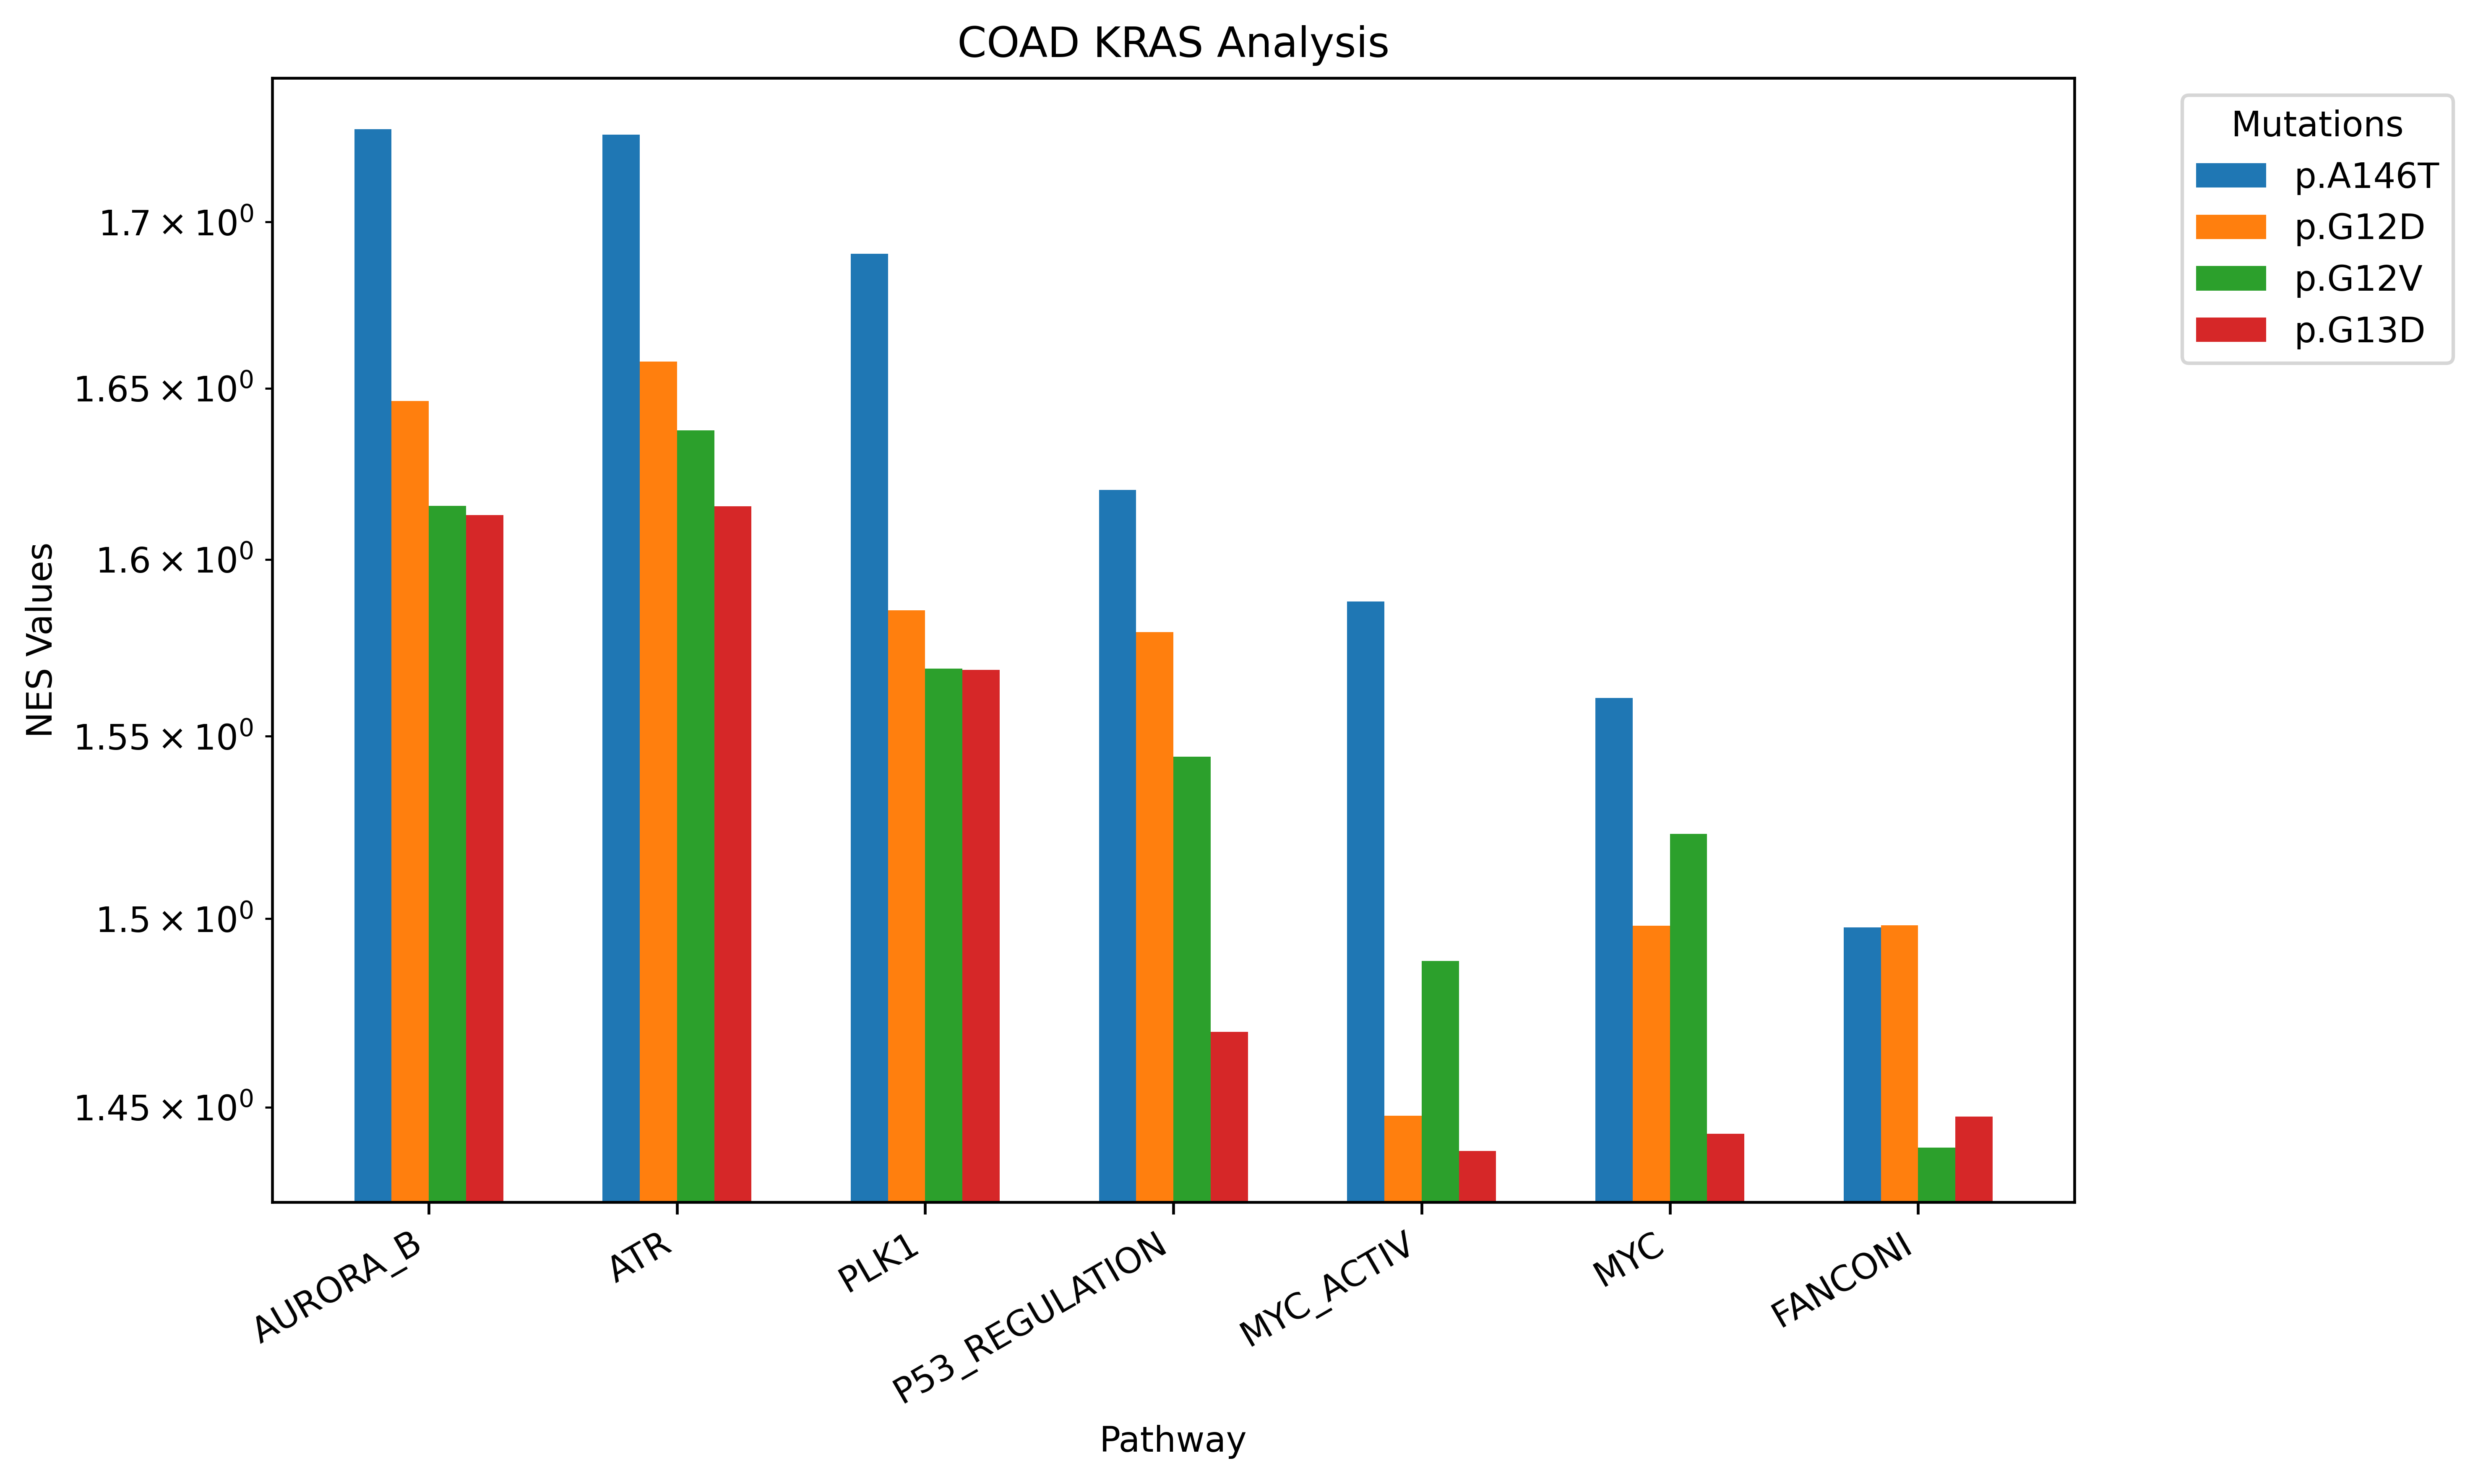 COAD KRAS Analysis
Mutations
p.A146T
p.G12D
p.G12V
p.G13D
NES Values
1.7 × 10⁰
1.65 × 10⁰
1.6 × 10⁰
1.55 × 10⁰
1.5 × 10⁰
1.45 × 10⁰
AURORA_B
ATR
PLK1
P53_REGULATION
MYC_ACTIV
MYC
FANCONI
Pathway